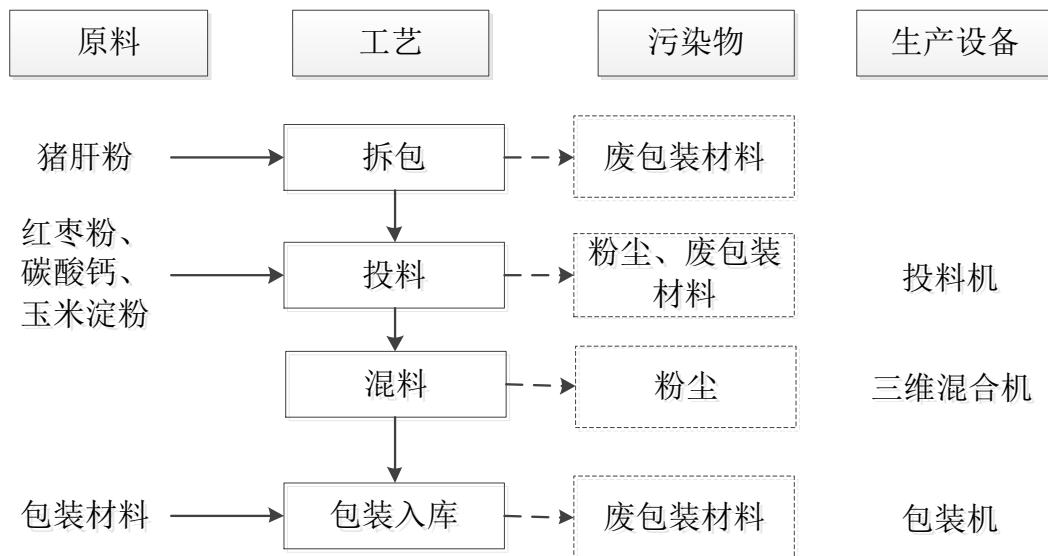 原料 工艺 污染物 生产设备
猪肝粉 拆包 废包装材料
红枣粉、
碳酸钙、
玉米淀粉
投料
粉尘、废包装
材料
投料机
混料 粉尘 三维混合机
包装材料 包装入库 废包装材料 包装机